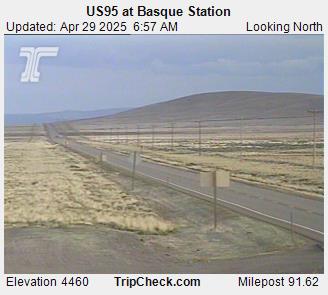 US95 at Basque Station
Updated: Apr 29 2025 6:57 AM Looking North
Elevation 4460 TripCheck.com Milepost 91.62